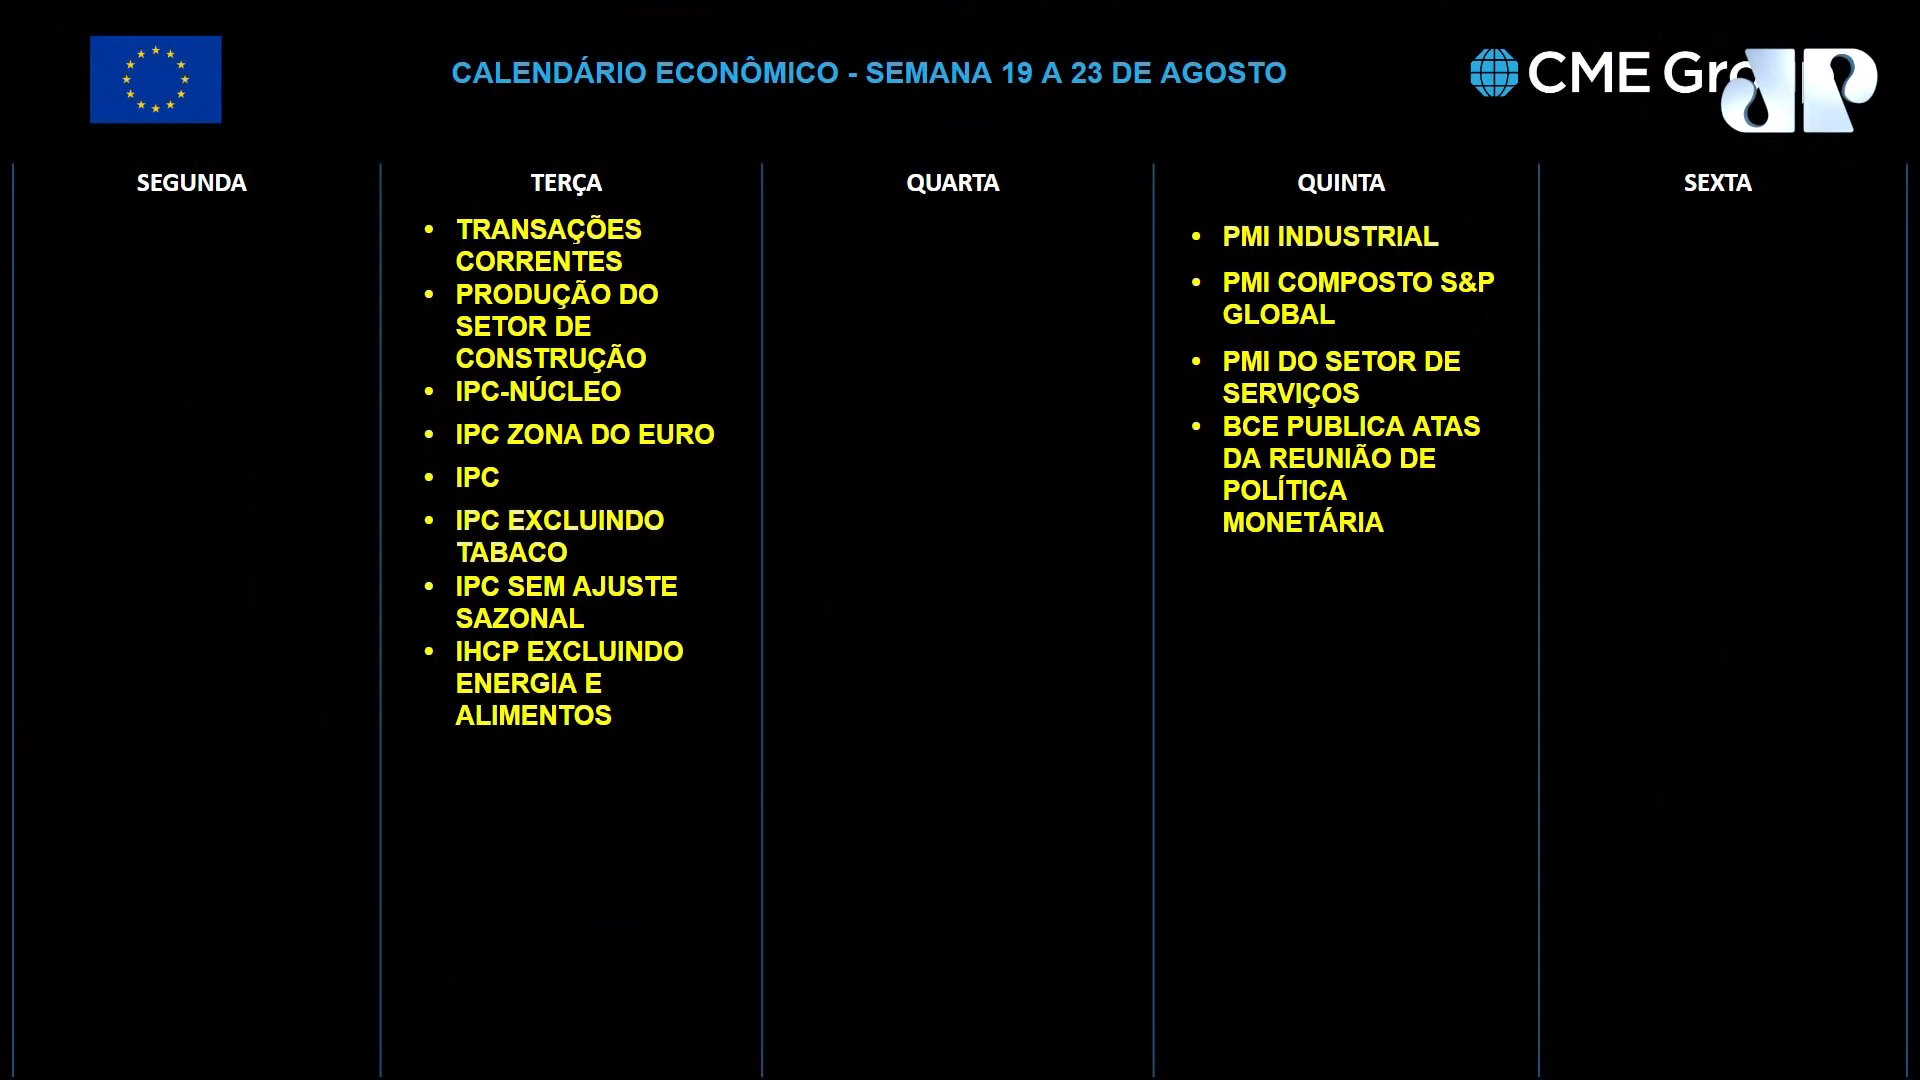 CALENDÁRIO ECONÔMICO - SEMANA 19 A 23 DE AGOSTO
CME
SEGUNDA
TERÇA
• TRANSAÇÕES
CORRENTES
• PRODUÇÃO DO
SETOR DE
CONSTRUÇÃO
• IPC-NÚCLEO
• IPC ZONA DO EURO
• IPC
• IPC EXCLUINDO
TABACO
• IPC SEM AJUSTE
SAZONAL
• IHCP EXCLUINDO
ENERGIA E
ALIMENTOS
QUARTA
QUINTA
• PMI INDUSTRIAL
• PMI COMPOSTO S&P
GLOBAL
• PMI DO SETOR DE
SERVIÇOS
• BCE PUBLICA ATAS
DA REUNIÃO DE
POLÍTICA
MONETÁRIA
SEXTA